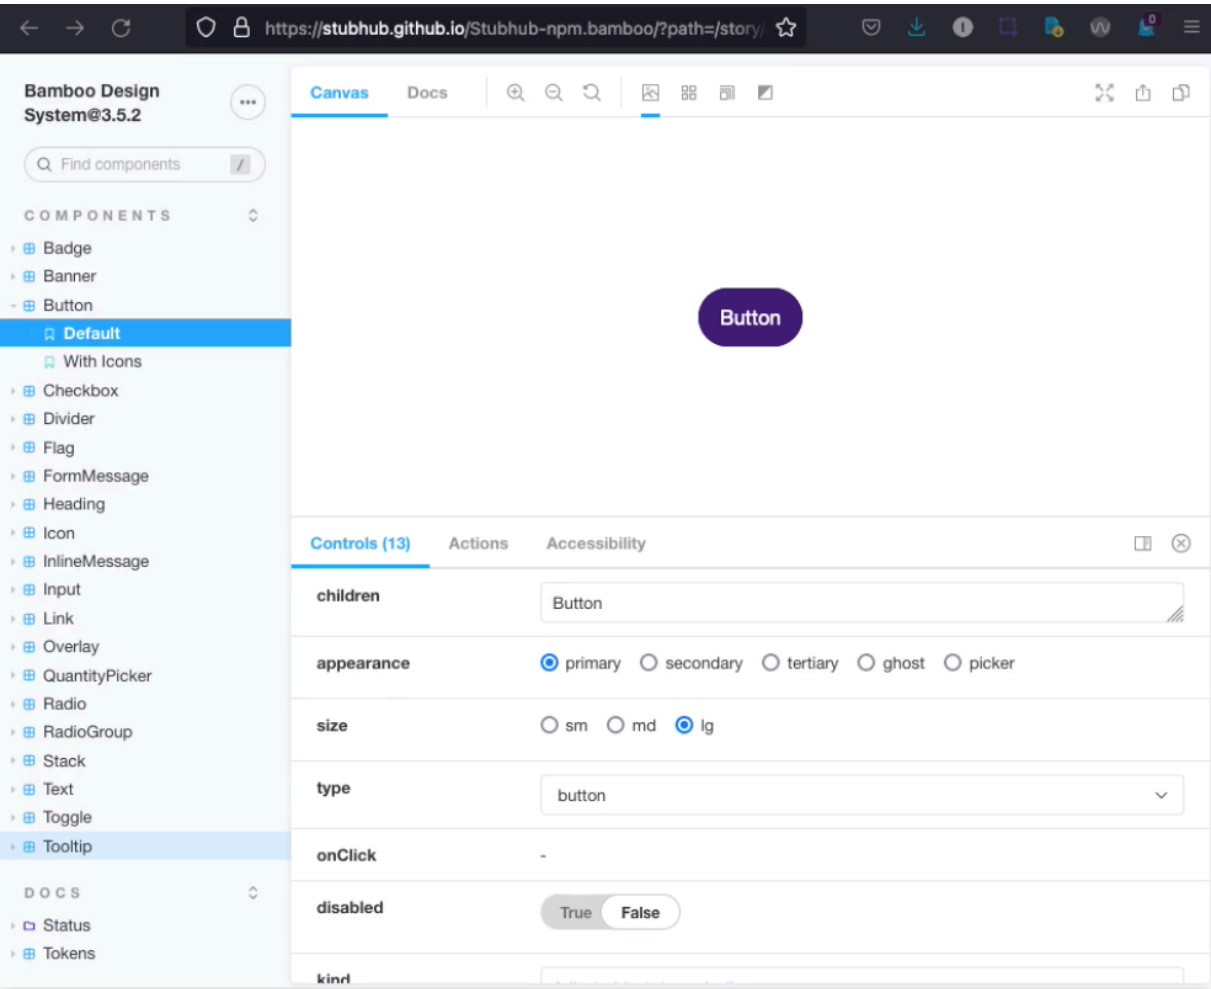 https://stubhub.github.io/Stubhub-npm.bamboo/?path=/story/
0
Bamboo Design
System@3.5.2
Find components /
COMPONENTS
Badge
Banner
Button
Default
With Icons
Checkbox
Divider
Flag
FormMessage
Heading
Icon
InlineMessage
Input
Link
Overlay
QuantityPicker
Radio
RadioGroup
Stack
Text
Toggle
Tooltip
DOCS
Status
Tokens
Canvas Docs
Button
Controls (13) Actions Accessibility
children Button
appearance primary secondary tertiary ghost picker
size sm md lg
type button
onClick -
disabled True False
kind